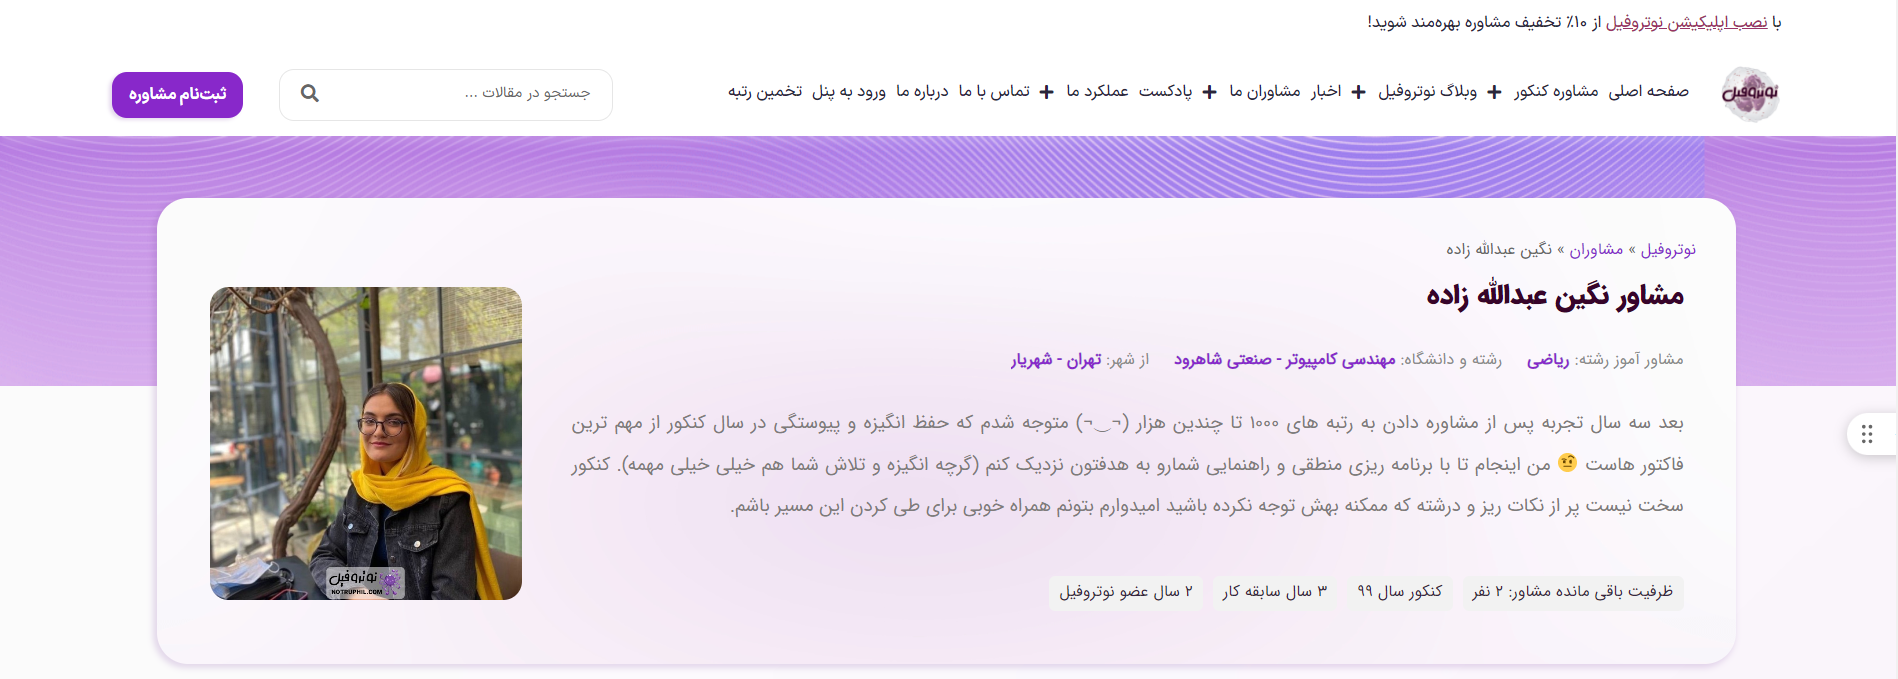 با نصب اپلیکیشن نوتروفیل از ۱۰٪ تخفیف مشاوره بهره‌مند شوید!
نوتروفیل
صفحه اصلی مشاوره کنکور + وبلاگ نوتروفیل + اخبار مشاوران ما + پادکست عملکرد ما + تماس با ما درباره ما ورود به پنل تخمین رتبه
جستجو در مقالات ...
ثبت‌نام مشاوره
نوتروفیل » مشاوران » نگین عبدالله زاده
مشاور نگین عبدالله زاده
مشاور آموز رشته: ریاضی رشته و دانشگاه: مهندسی کامپیوتر - صنعتی شاهرود از شهر: تهران - شهریار
بعد سه سال تجربه پس از مشاوره دادن به رتبه های ۱۰۰۰ تا چندین هزار (¬‿¬) متوجه شدم که حفظ انگیزه و پیوستگی در سال کنکور از مهم ترین
فاکتور هاست 🤨 من اینجام تا با برنامه ریزی منطقی و راهنمایی شمارو به هدفتون نزدیک کنم (گرچه انگیزه و تلاش شما هم خیلی خیلی مهمه). کنکور
سخت نیست پر از نکات ریز و درشته که ممکنه بهش توجه نکرده باشید امیدوارم بتونم همراه خوبی برای طی کردن این مسیر باشم.
ظرفیت باقی مانده مشاور: ۲ نفر
کنکور سال ۹۹
۳ سال سابقه کار
۲ سال عضو نوتروفیل
نوتروفیل
NOTRUPHIL.COM